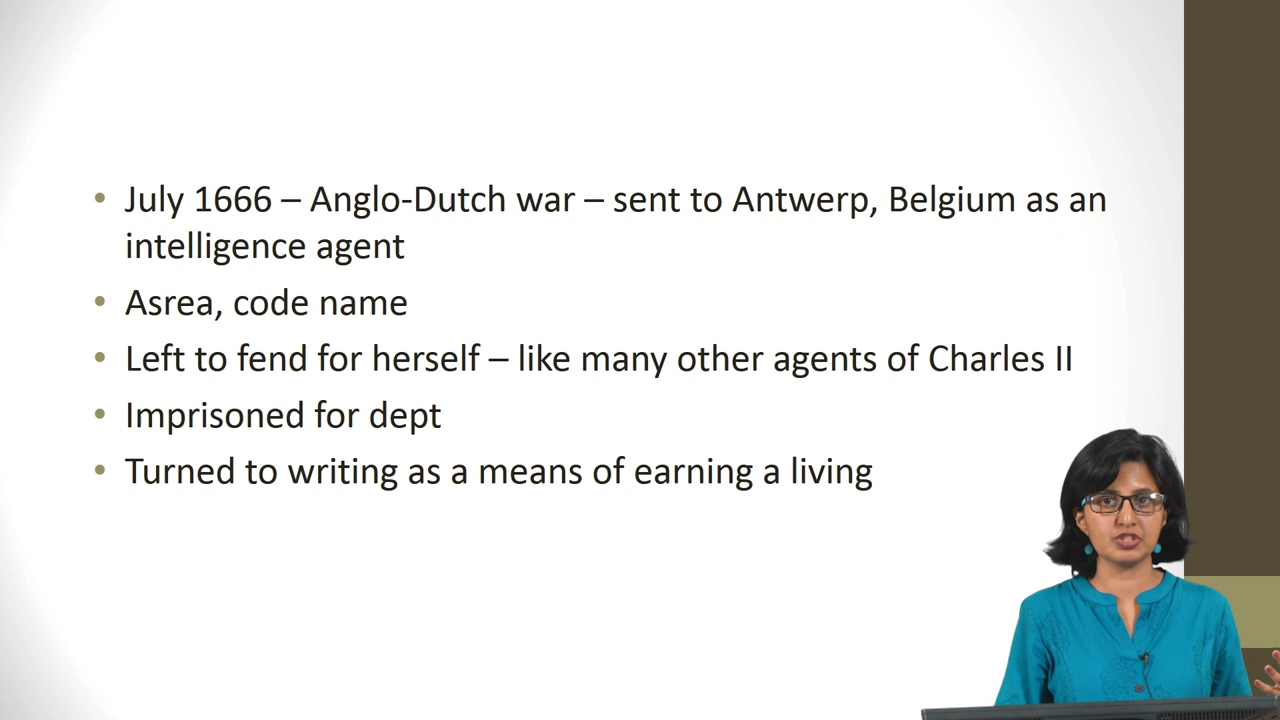 • July 1666 – Anglo-Dutch war – sent to Antwerp, Belgium as an
intelligence agent
• Asrea, code name
• Left to fend for herself – like many other agents of Charles II
• Imprisoned for dept
• Turned to writing as a means of earning a living